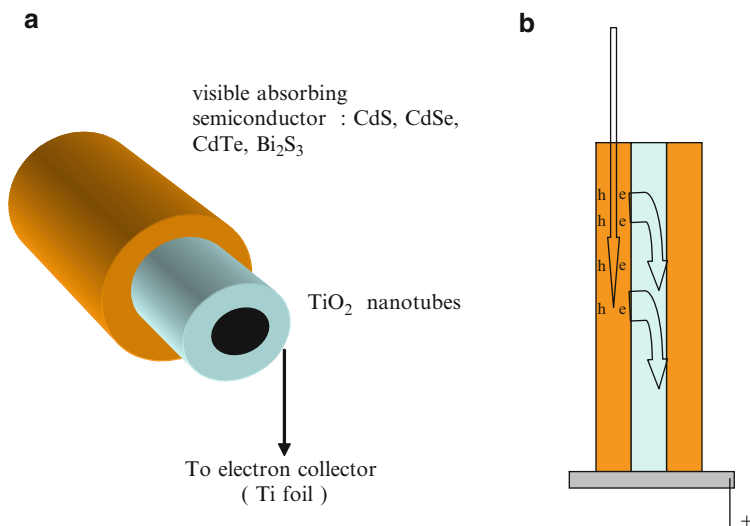 a
visible absorbing
semiconductor : CdS, CdSe,
CdTe, Bi₂S₃
TiO₂ nanotubes
To electron collector
( Ti foil )
b
h e
h e
h e
h e
+